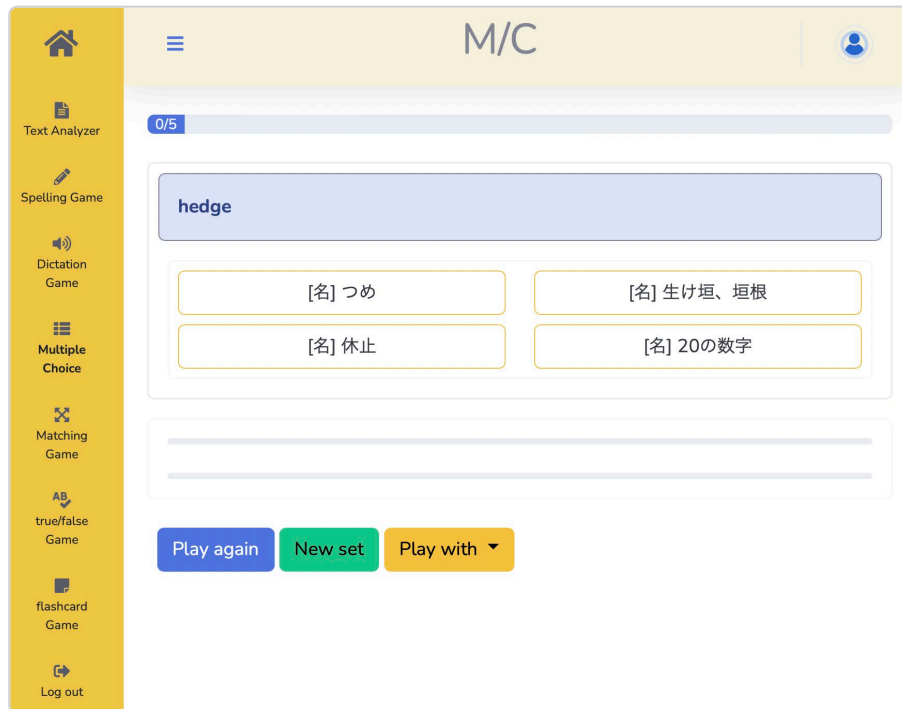 M/C
Text Analyzer
Spelling Game
Dictation
Game
Multiple
Choice
Matching
Game
AB
true/false
Game
flashcard
Game
Log out
0/5
hedge
[名] つめ
[名] 生け垣、垣根
[名] 休止
[名] 20の数字
Play again
New set
Play with